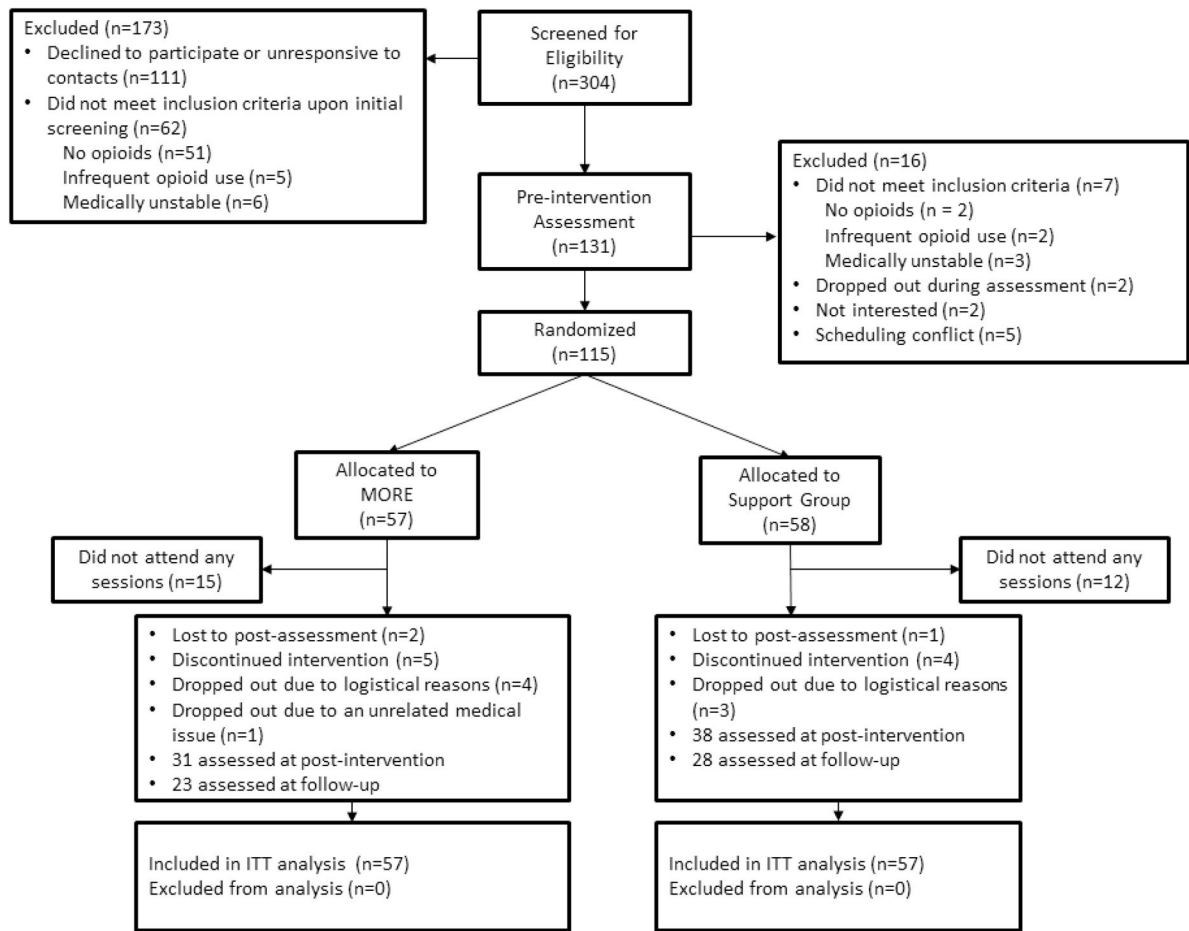 Excluded (n=173)
• Declined to participate or unresponsive to
contacts (n=111)
• Did not meet inclusion criteria upon initial
screening (n=62)
No opioids (n=51)
Infrequent opioid use (n=5)
Medically unstable (n=6)
Screened for
Eligibility
(n=304)
Pre-intervention
Assessment
(n=131)
Excluded (n=16)
• Did not meet inclusion criteria (n=7)
No opioids (n = 2)
Infrequent opioid use (n=2)
Medically unstable (n=3)
• Dropped out during assessment (n=2)
• Not interested (n=2)
• Scheduling conflict (n=5)
Randomized
(n=115)
Allocated to
MORE
(n=57)
Allocated to
Support Group
(n=58)
Did not attend any
sessions (n=15)
Did not attend any
sessions (n=12)
• Lost to post-assessment (n=2)
• Discontinued intervention (n=5)
• Dropped out due to logistical reasons (n=4)
• Dropped out due to an unrelated medical
issue (n=1)
• 31 assessed at post-intervention
• 23 assessed at follow-up
• Lost to post-assessment (n=1)
• Discontinued intervention (n=4)
• Dropped out due to logistical reasons
(n=3)
• 38 assessed at post-intervention
• 28 assessed at follow-up
Included in ITT analysis (n=57)
Excluded from analysis (n=0)
Included in ITT analysis (n=57)
Excluded from analysis (n=0)